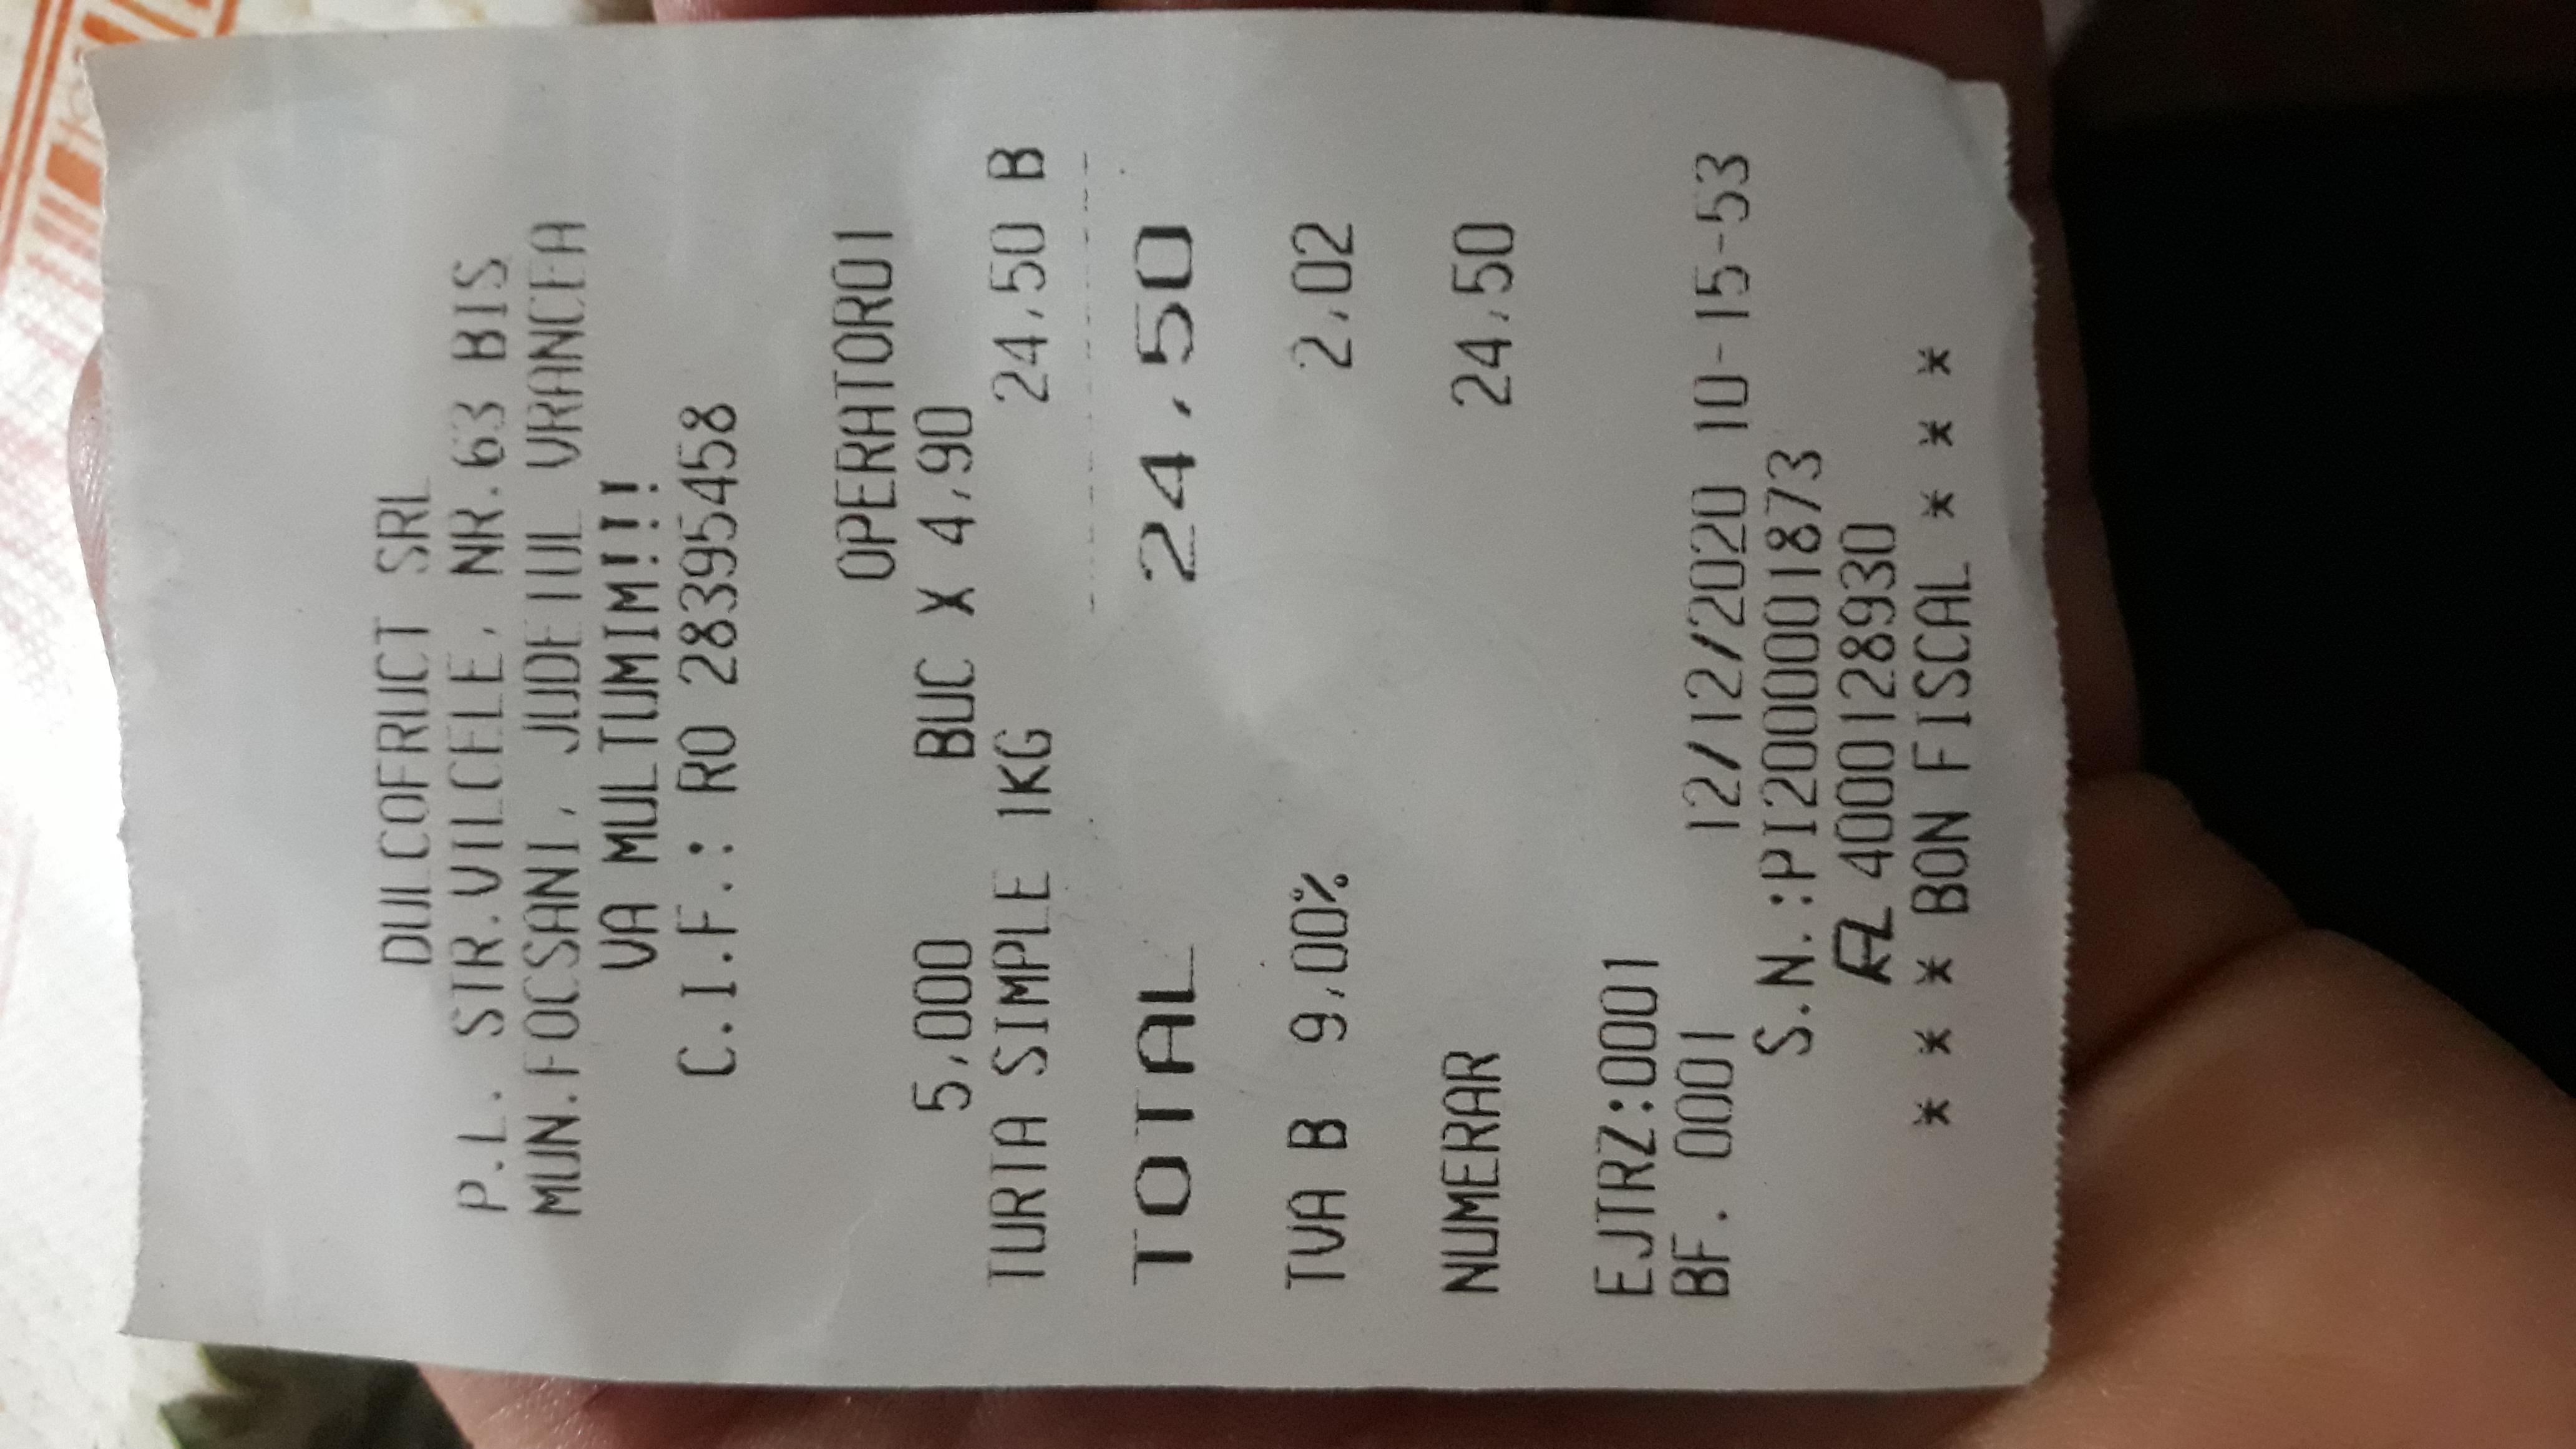 DULCOFRUCT SRL
P.L. STR.VILCELE, NR.63 BIS
MUN.FOCSANI, JUDETUL VRANCEA
VA MULTUMIM!!!
C.I.F.: RO 28395458
OPERATOR01
5,000 BUC X 4,90
TURTA SIMPLE 1KG 24,50 B
TOTAL 24,50
TVA B 9,00% 2,02
NUMERAR 24,50
EJTRZ:0001
BF. 0001 12/12/2020 10-15-53
S.N.:PI2000001873
4000128930
* * * BON FISCAL * * *